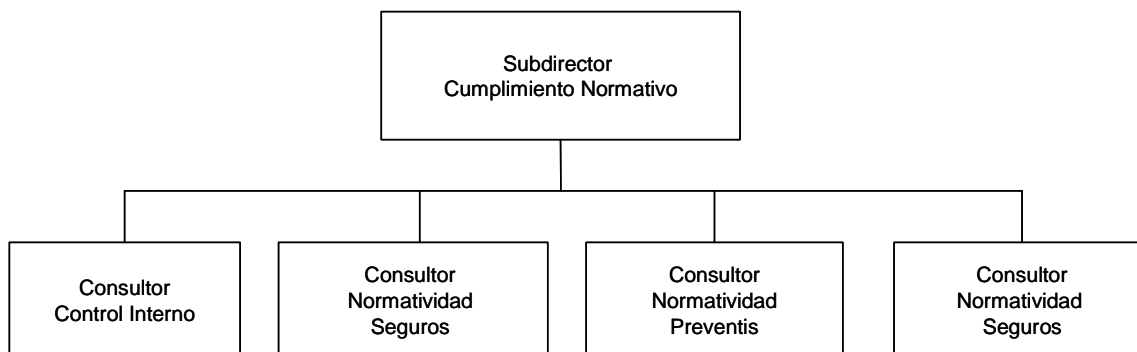 Subdirector
Cumplimiento Normativo
Consultor
Control Interno
Consultor
Normatividad
Seguros
Consultor
Normatividad
Preventis
Consultor
Normatividad
Seguros